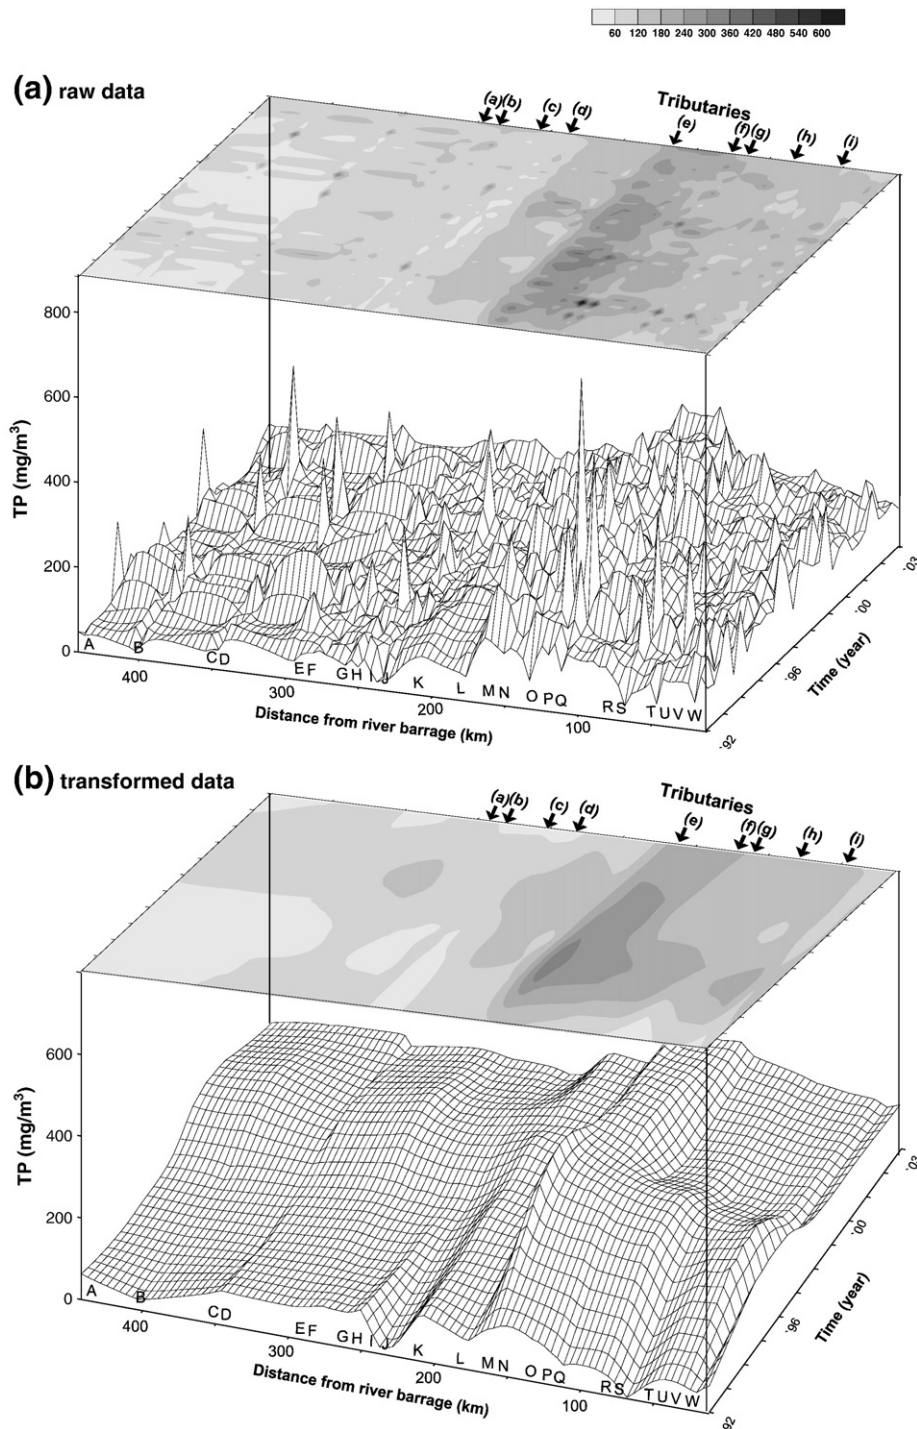 60 120 180 240 300 360 420 480 540 600
(a) raw data
Tributaries
(a) (b) (c) (d) (e) (f) (g) (h) (i)
800
600
400
200
0
TP (mg/m³)
A B C D E F G H I J K L M N O P Q R S T U V W
400 300 200 100
Distance from river barrage (km)
'92 '96 '00 '03
Time (year)
(b) transformed data
Tributaries
(a) (b) (c) (d) (e) (f) (g) (h) (i)
600
400
200
0
TP (mg/m³)
A B C D E F G H I K L M N O P Q R S T U V W
400 300 200 100
Distance from river barrage (km)
'92 '96 '00 '03
Time (year)